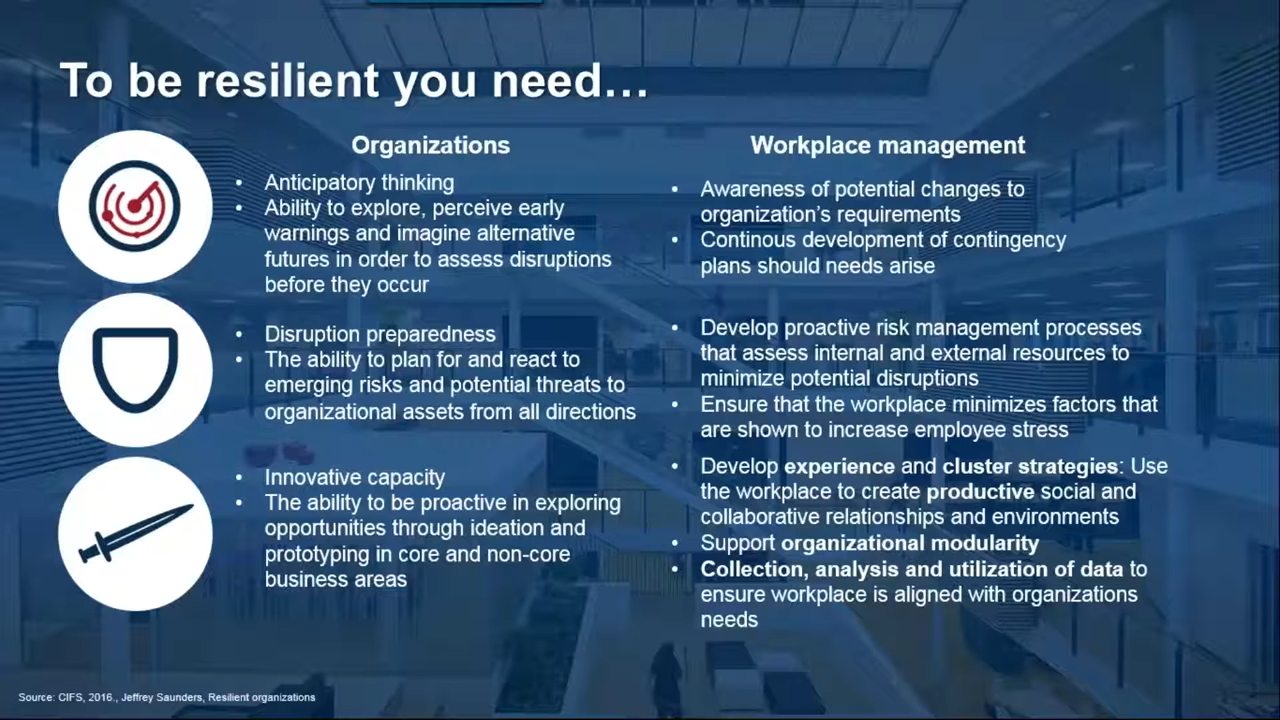 To be resilient you need…
Organizations
Workplace management
• Anticipatory thinking
• Ability to explore, perceive early
warnings and imagine alternative
futures in order to assess disruptions
before they occur
• Awareness of potential changes to
organization's requirements
• Continous development of contingency
plans should needs arise
• Disruption preparedness
• The ability to plan for and react to
emerging risks and potential threats to
organizational assets from all directions
• Develop proactive risk management processes
that assess internal and external resources to
minimize potential disruptions
• Ensure that the workplace minimizes factors that
are shown to increase employee stress
• Innovative capacity
• The ability to be proactive in exploring
opportunities through ideation and
prototyping in core and non-core
business areas
• Develop experience and cluster strategies: Use
the workplace to create productive social and
collaborative relationships and environments
• Support organizational modularity
• Collection, analysis and utilization of data to
ensure workplace is aligned with organizations
needs
Source: CIFS, 2016., Jeffrey Saunders, Resilient organizations